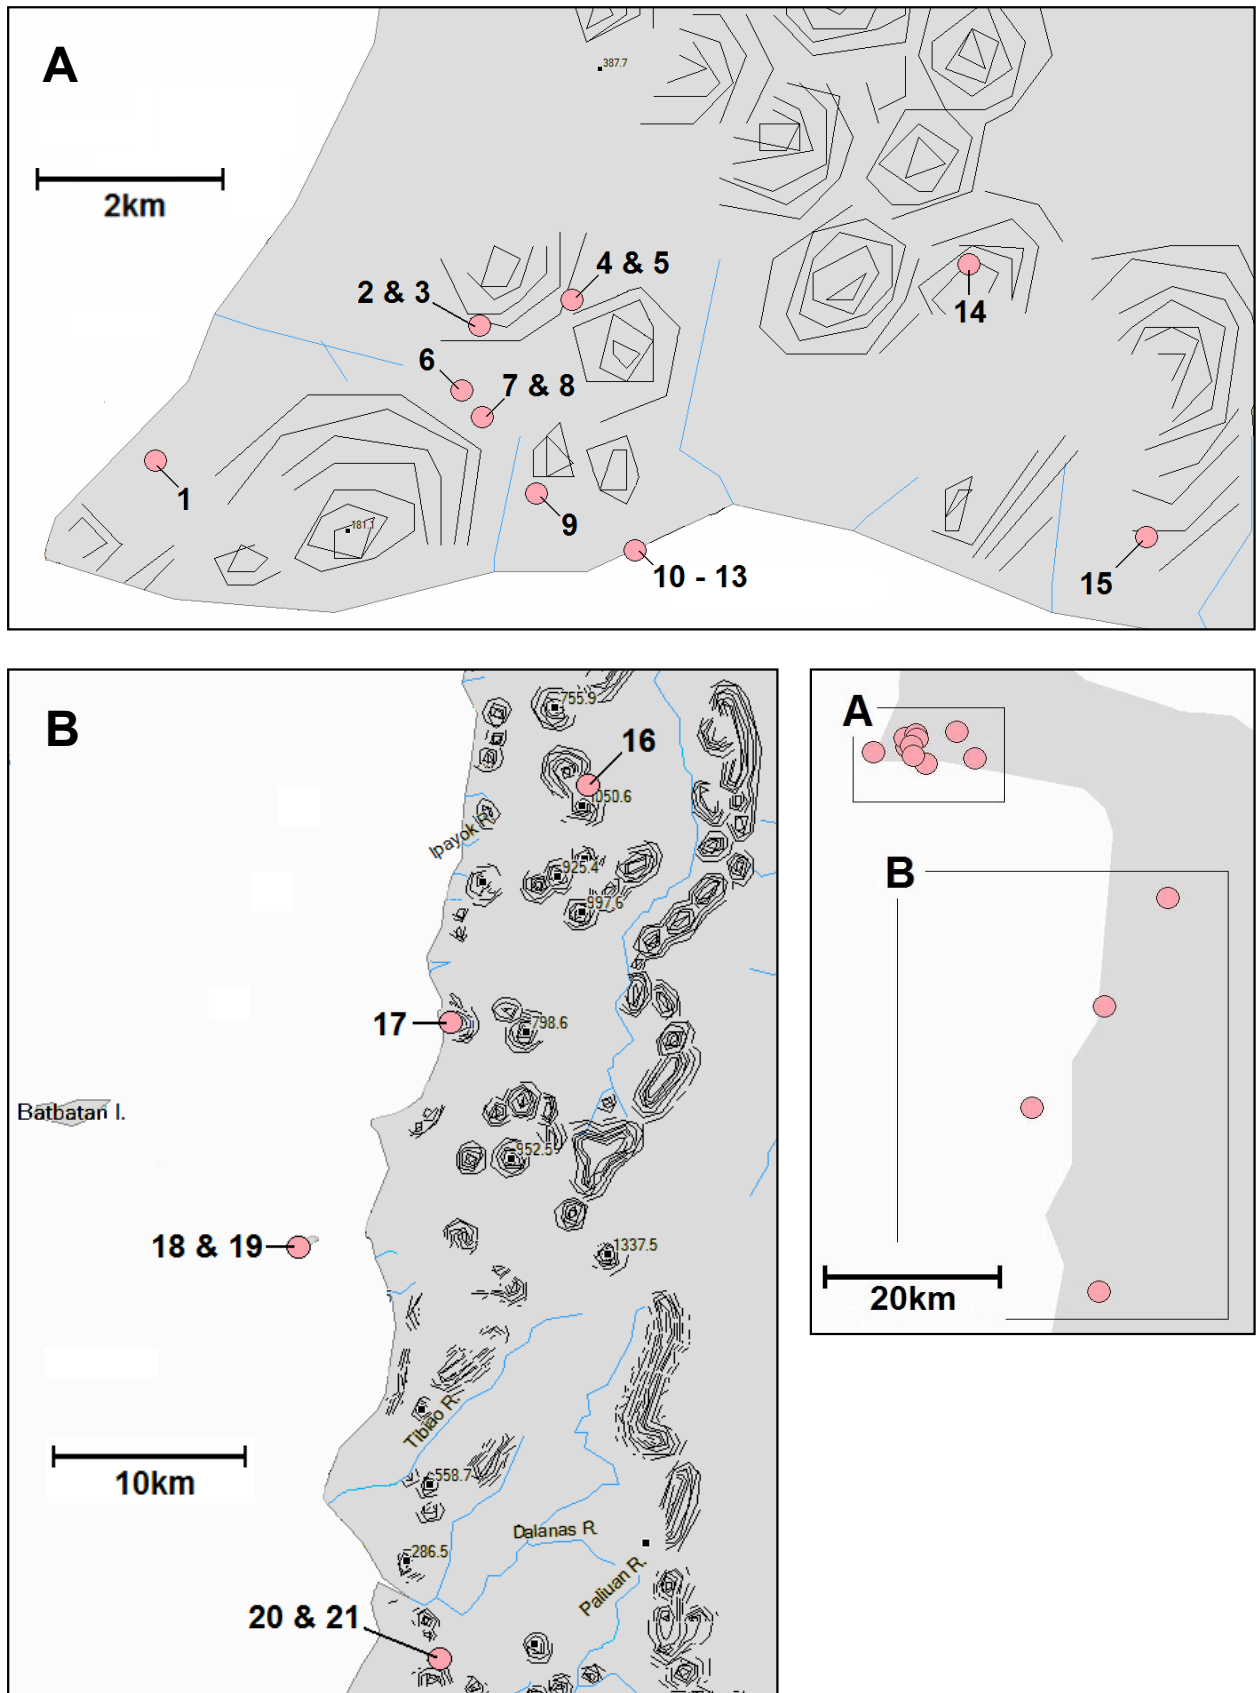 A
387.7
2km
4 & 5
2 & 3
14
6
7 & 8
1
181.1
9
10 - 13
15
B
755.9
16
1050.6
Ipayok R.
925.4
997.6
17
798.6
Batbatan I.
952.5
18 & 19
1337.5
Tibiao R.
10km
558.7
Dalanas R.
286.5
Paliuan R.
20 & 21
A
B
20km